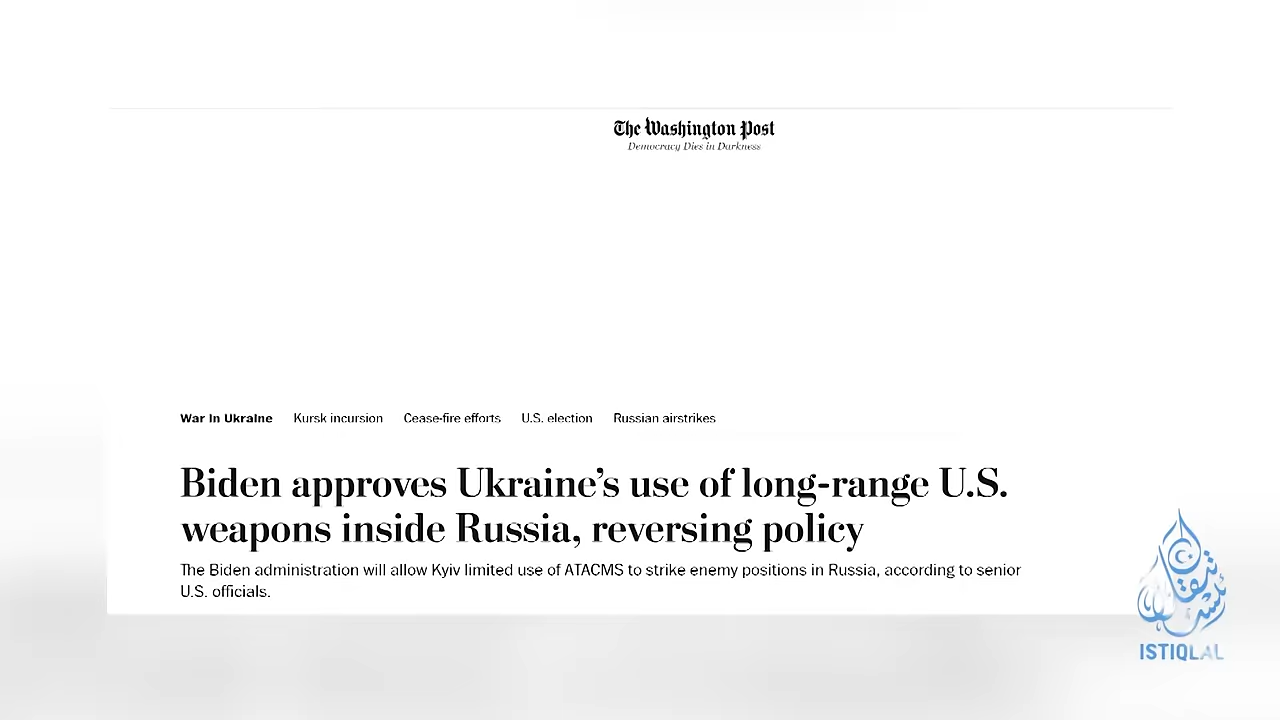 The Washington Post
Democracy Dies in Darkness
War in Ukraine Kursk incursion Cease-fire efforts U.S. election Russian airstrikes
Biden approves Ukraine’s use of long-range U.S.
weapons inside Russia, reversing policy
The Biden administration will allow Kyiv limited use of ATACMS to strike enemy positions in Russia, according to senior
U.S. officials.
ISTIQLAL